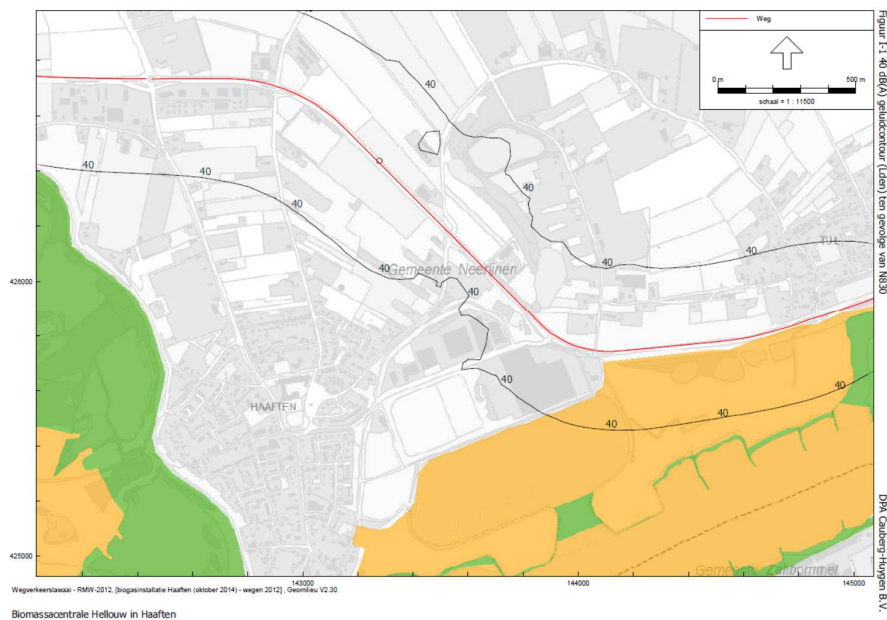 Weg
0 m
500 m
schaal = 1 : 11500
Figuur I-1 40 dB(A) geluidcontour (Lden) ten gevolge van N830
40
40
40
40
40
40
40
40
40
40
40
40
40
40
TUIL
Gemeente Neerijnen
HAAFTEN
Gemeente Zaltbommel
426000
425000
143000
144000
145000
DPA Cauberg-Huygen B.V.
Wegverkeerslawaai - RMW-2012, [biogasinstallatie Haaften (oktober 2014) - wegen 2012] , Geomilieu V2.30
Biomassacentrale Hellouw in Haaften